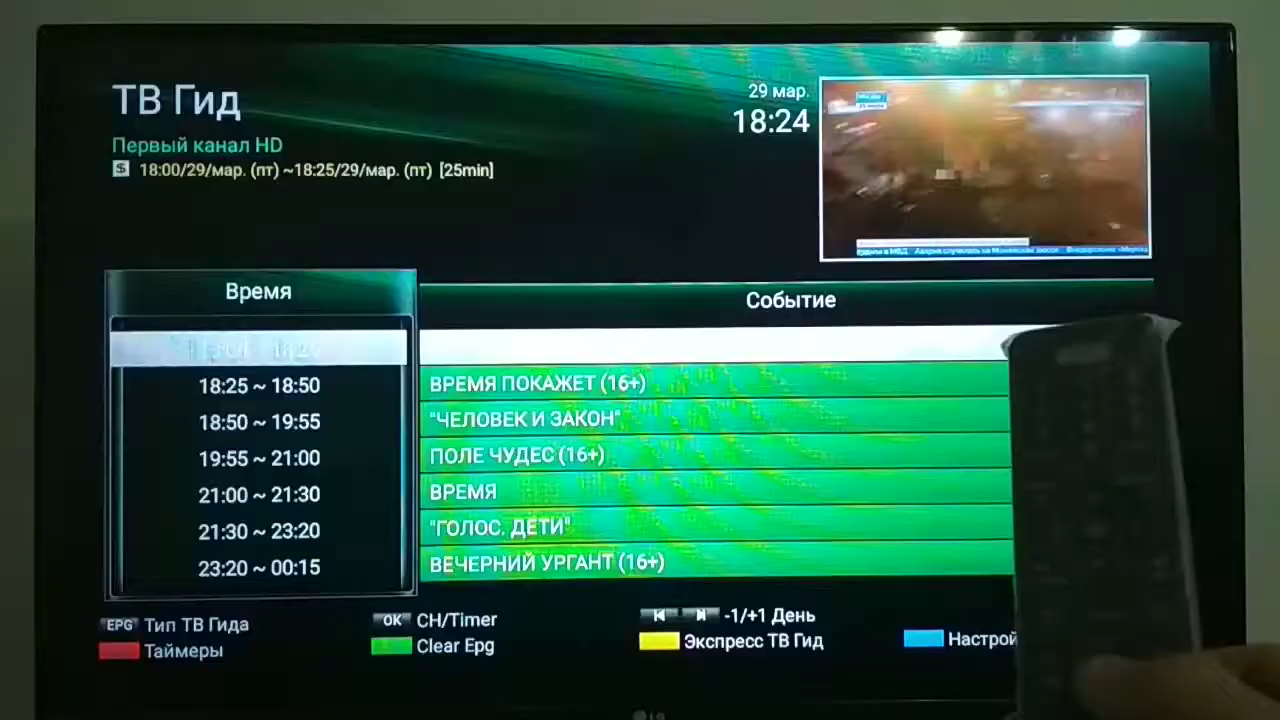 ТВ Гид
29 мар.
18:24
Первый канал HD
$ 18:00/29/мар. (пт) ~18:25/29/мар. (пт) [25min]
Время
Событие
18:25 ~ 18:50 ВРЕМЯ ПОКАЖЕТ (16+)
18:50 ~ 19:55 "ЧЕЛОВЕК И ЗАКОН"
19:55 ~ 21:00 ПОЛЕ ЧУДЕС (16+)
21:00 ~ 21:30 ВРЕМЯ
21:30 ~ 23:20 "ГОЛОС. ДЕТИ"
23:20 ~ 00:15 ВЕЧЕРНИЙ УРГАНТ (16+)
EPG Тип ТВ Гида OK CH/Timer -1/+1 День
Таймеры Clear Epg Экспресс ТВ Гид Настрой
LG